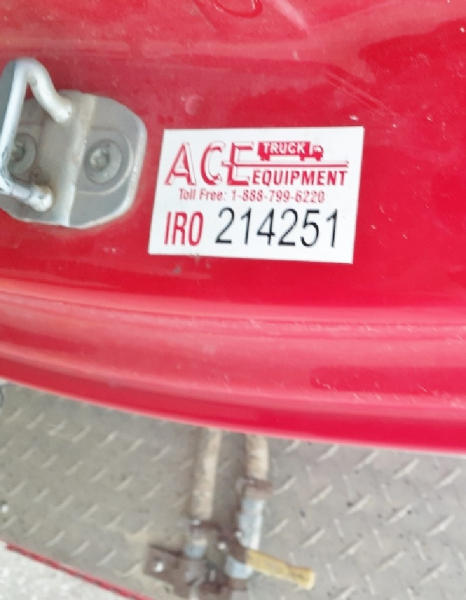 ACE TRUCK
EQUIPMENT
Toll Free: 1-888-799-6220
IRO 214251